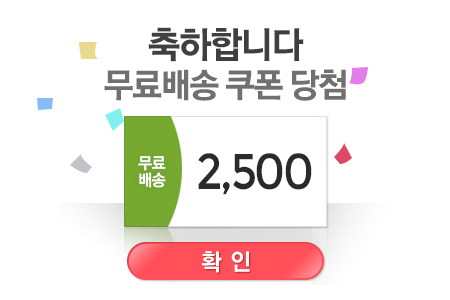 축하합니다
무료배송 쿠폰 당첨
무료
배송
2,500
확 인